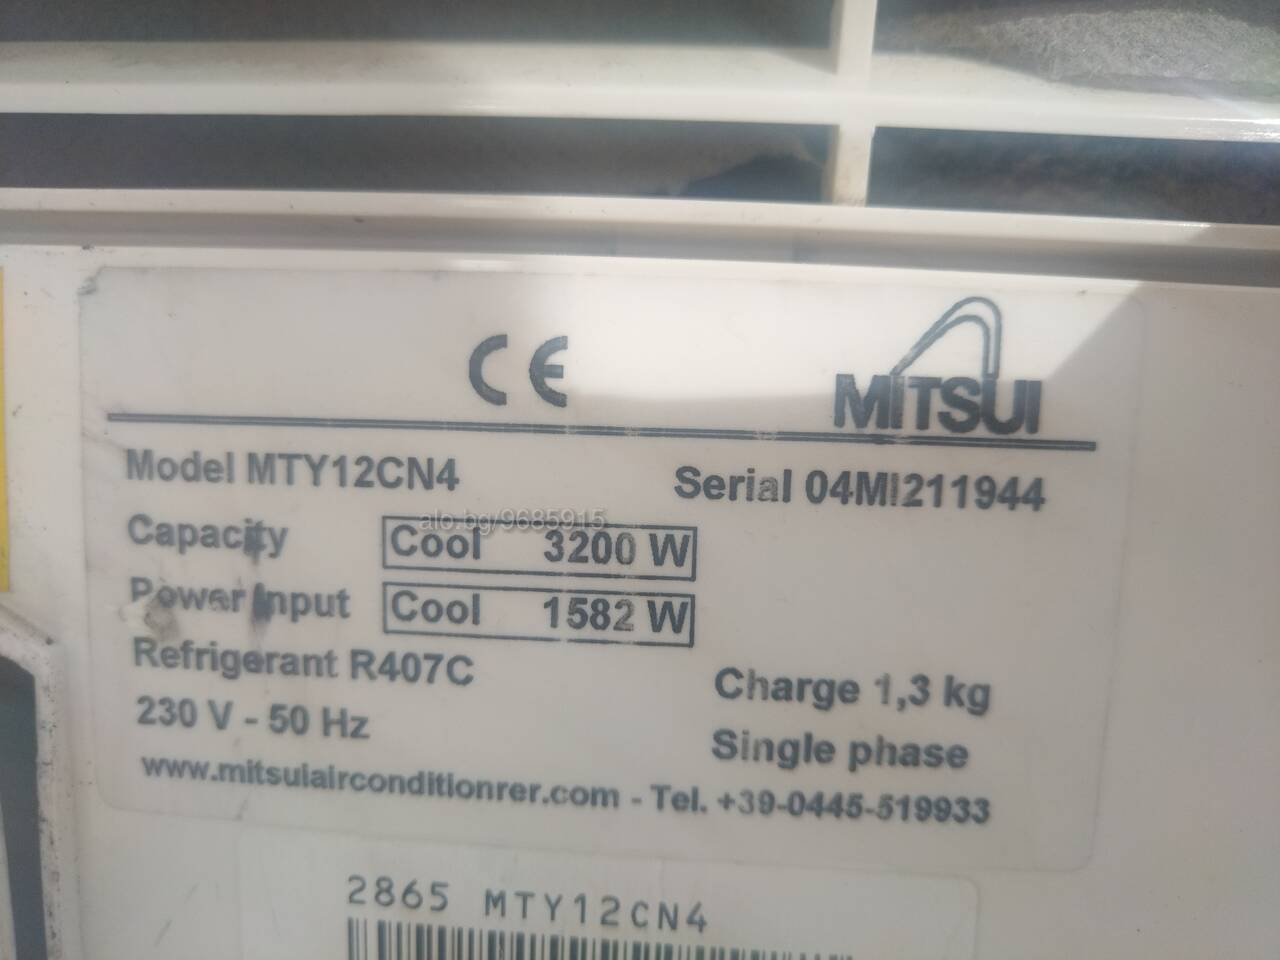 CE
MITSUI
Model MTY12CN4 Serial 04MI211944
alo.bg/9685915
Capacity Cool 3200 W
Power Input Cool 1582 W
Refrigerant R407C Charge 1,3 kg
230 V - 50 Hz Single phase
www.mitsuiairconditionrer.com - Tel. +39-0445-519933
2865 MTY12CN4